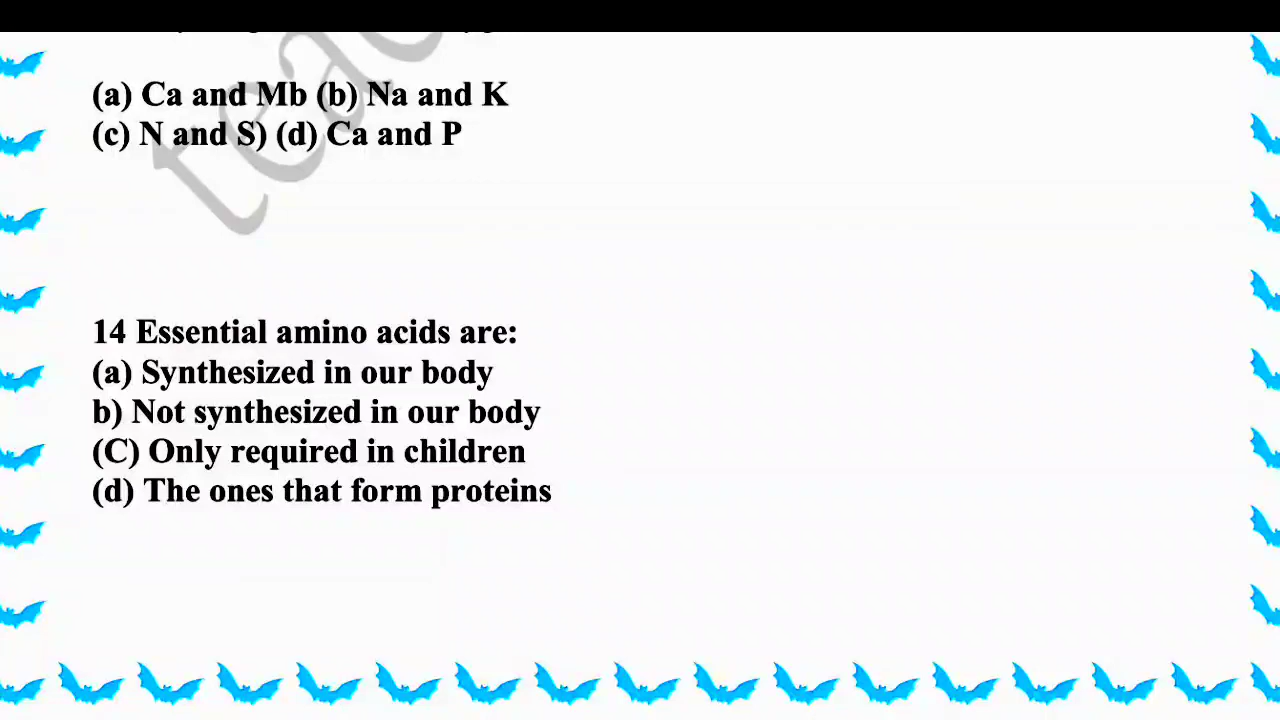 (a) Ca and Mb (b) Na and K
(c) N and S) (d) Ca and P
14 Essential amino acids are:
(a) Synthesized in our body
b) Not synthesized in our body
(C) Only required in children
(d) The ones that form proteins